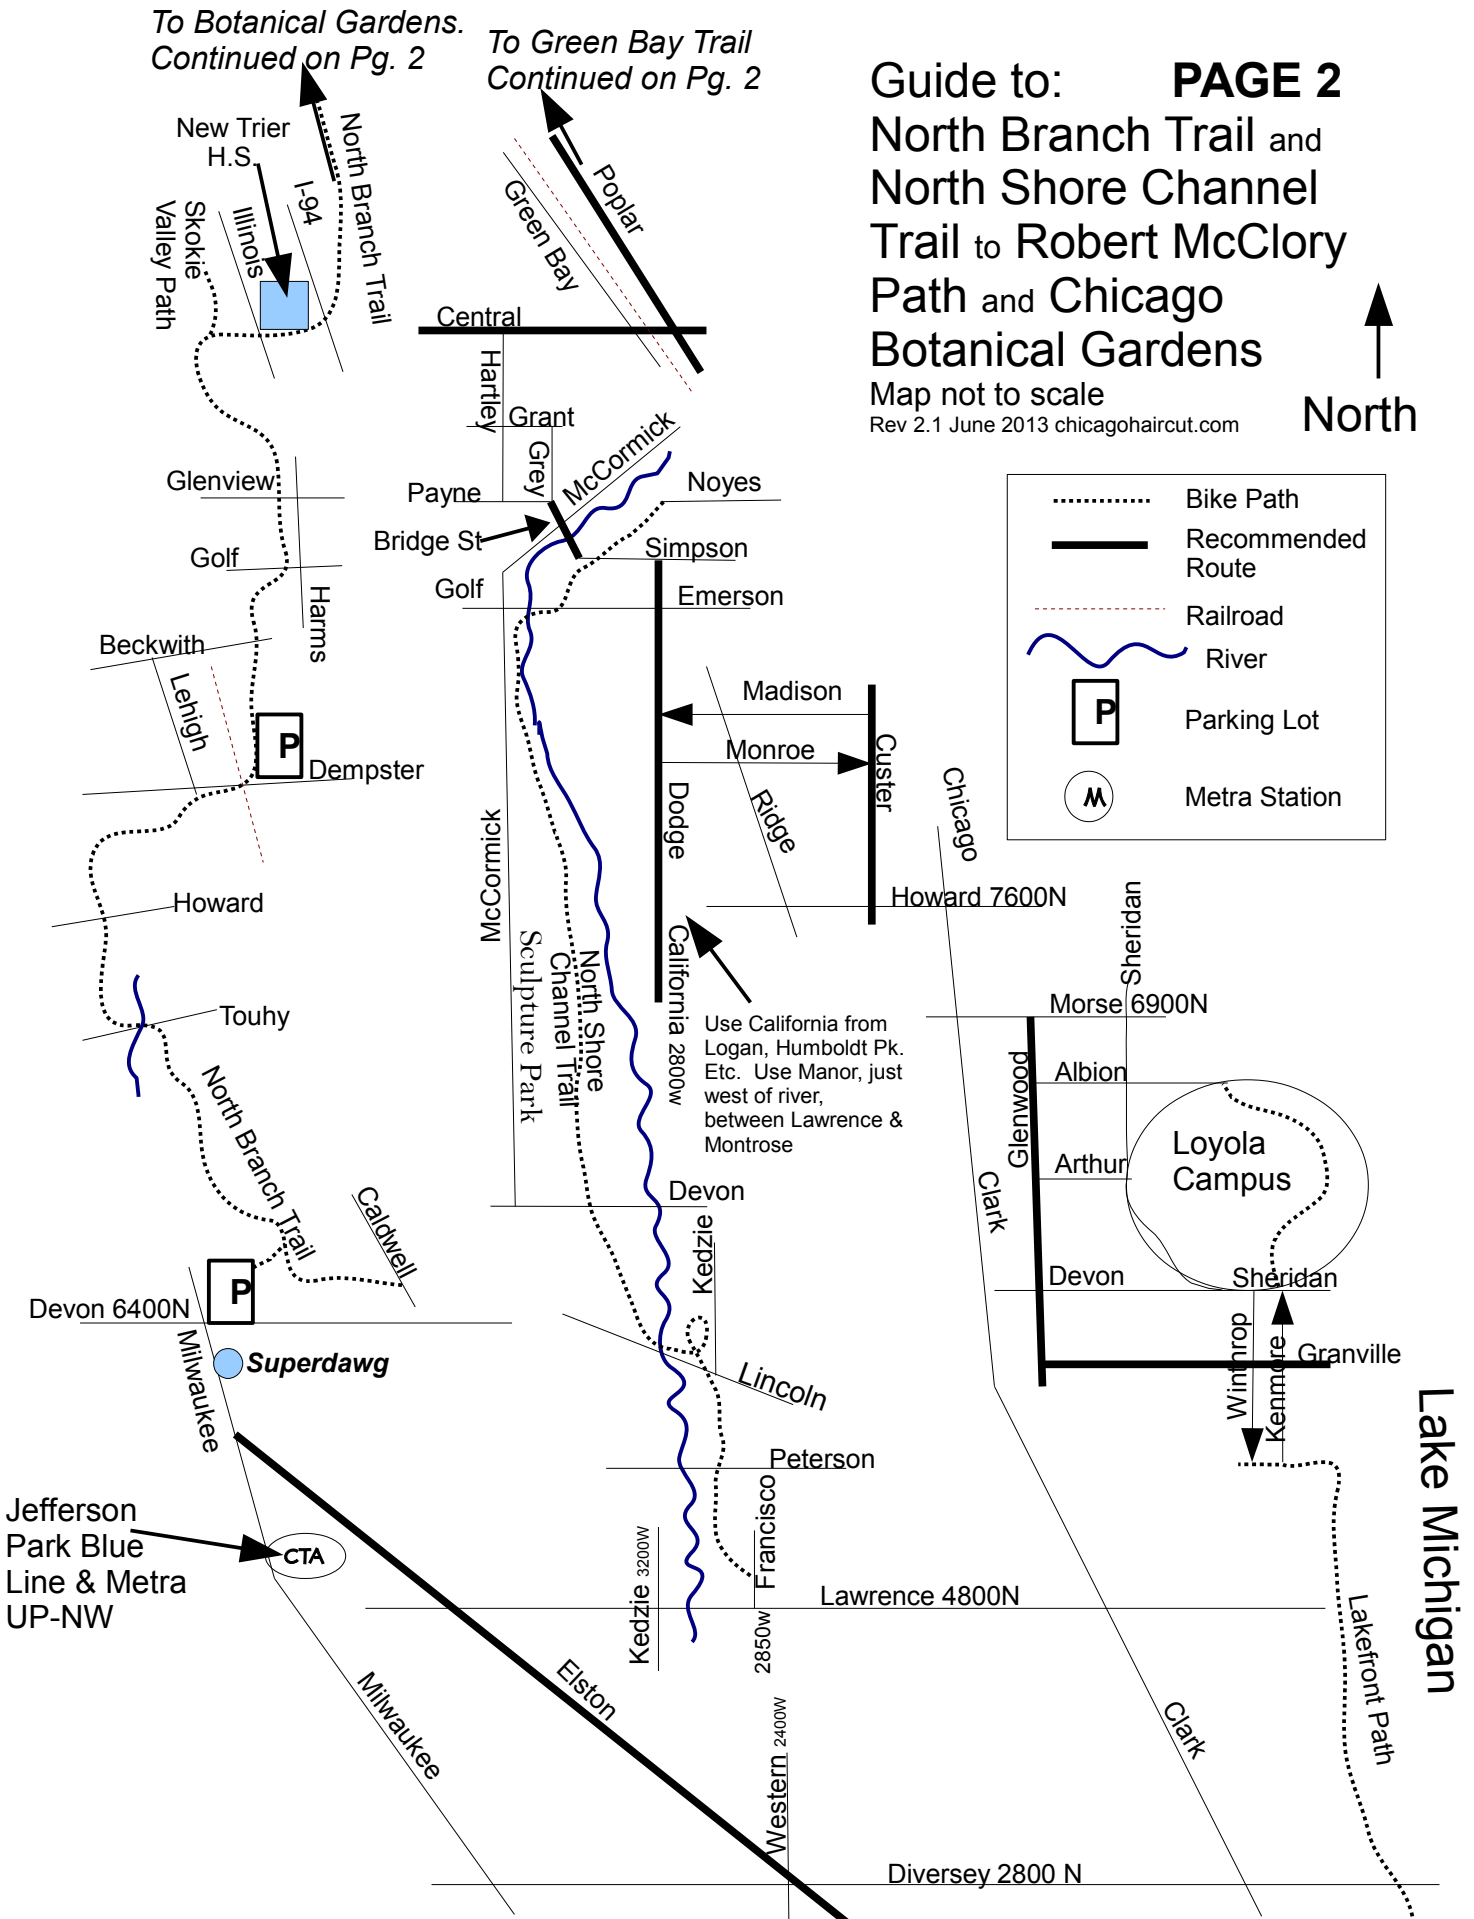 To Botanical Gardens.
Continued on Pg. 2
To Green Bay Trail
Continued on Pg. 2
Guide to: PAGE 2
North Branch Trail and
North Shore Channel
Trail to Robert McClory
Path and Chicago
Botanical Gardens
Map not to scale
Rev 2.1 June 2013 chicagohaircut.com
North
New Trier
H.S.
North Branch Trail
I-94
Illinois
Skokie
Valley Path
Poplar
Green Bay
Central
Hartley
Grant
Grey
McCormick
Payne
Noyes
Bridge St
Simpson
Golf
Emerson
Glenview
Golf
Harms
Beckwith
Lehigh
P
Dempster
Howard
Touhy
North Branch Trail
Caldwell
P
Devon 6400N
Milwaukee
Superdawg
Jefferson
Park Blue
Line & Metra
UP-NW
CTA
Bike Path
Recommended
Route
Railroad
River
P
Parking Lot
M
Metra Station
Madison
Monroe
Custer
Dodge
Ridge
Chicago
McCormick
Howard 7600N
Sculpture Park
North Shore
Channel Trail
California 2800w
Use California from
Logan, Humboldt Pk.
Etc. Use Manor, just
west of river,
between Lawrence &
Montrose
Sheridan
Morse 6900N
Glenwood
Albion
Arthur
Loyola
Campus
Clark
Devon
Kedzie
Devon
Sheridan
Winthrop
Kenmore
Granville
Lincoln
Peterson
Francisco
2850w
Kedzie 3200W
Lawrence 4800N
Lake Michigan
Lakefront Path
Elston
Milwaukee
Western 2400W
Clark
Diversey 2800 N